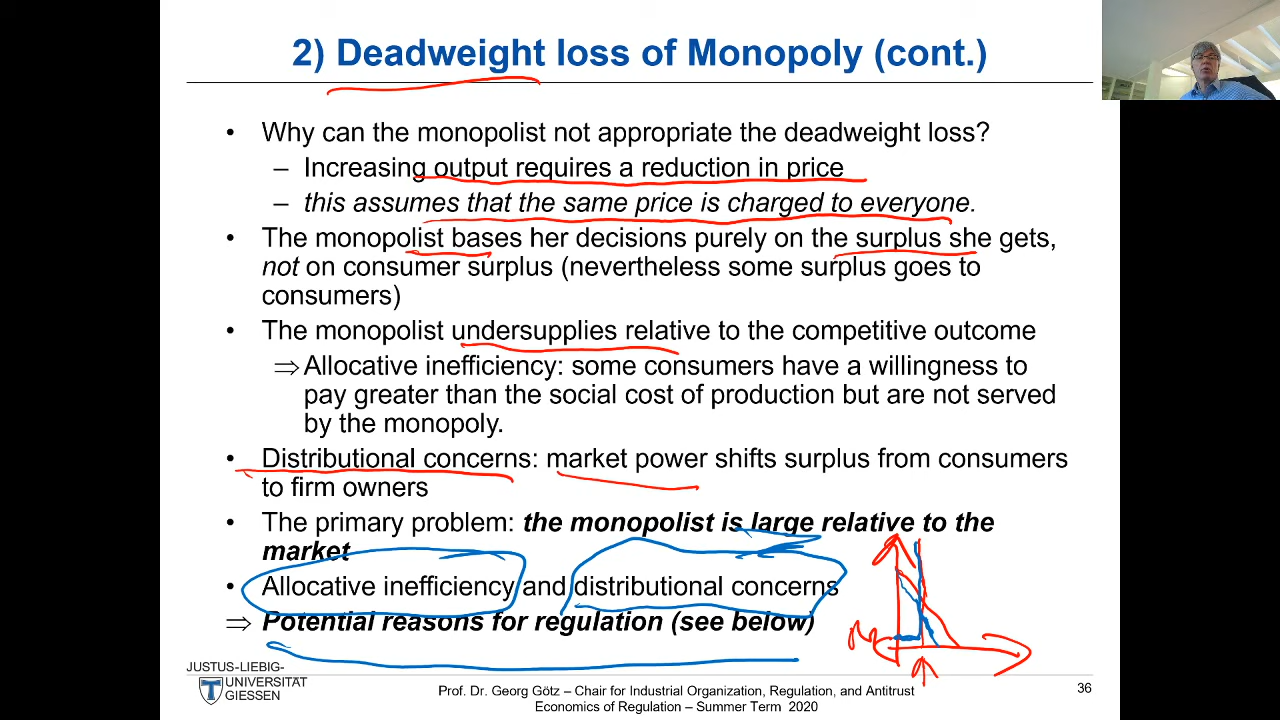 2) Deadweight loss of Monopoly (cont.)
• Why can the monopolist not appropriate the deadweight loss?
– Increasing output requires a reduction in price
– this assumes that the same price is charged to everyone.
• The monopolist bases her decisions purely on the surplus she gets,
not on consumer surplus (nevertheless some surplus goes to
consumers)
• The monopolist undersupplies relative to the competitive outcome
⇒ Allocative inefficiency: some consumers have a willingness to
pay greater than the social cost of production but are not served
by the monopoly.
• Distributional concerns: market power shifts surplus from consumers
to firm owners
• The primary problem: the monopolist is large relative to the
market
• Allocative inefficiency and distributional concerns
⇒ Potential reasons for regulation (see below)
JUSTUS-LIEBIG-
UNIVERSITÄT
GIESSEN
Prof. Dr. Georg Götz – Chair for Industrial Organization, Regulation, and Antitrust
Economics of Regulation – Summer Term 2020
36